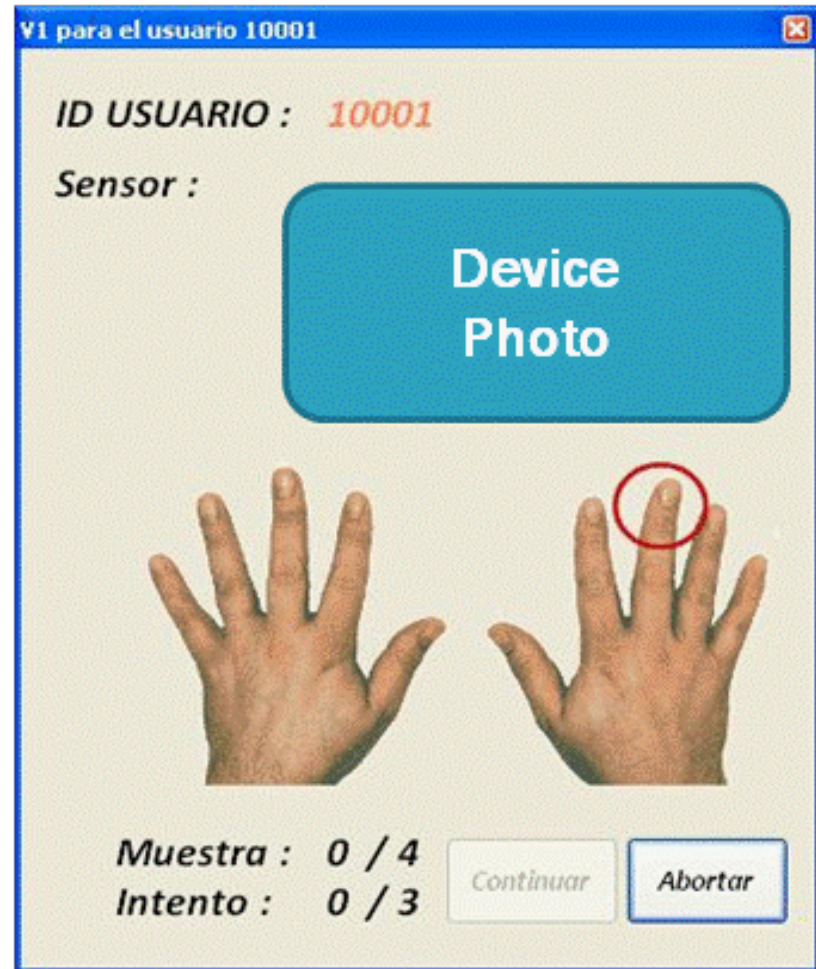 V1 para el usuario 10001
ID USUARIO : 10001
Sensor :
Device
Photo
Muestra : 0 / 4
Intento : 0 / 3
Continuar
Abortar